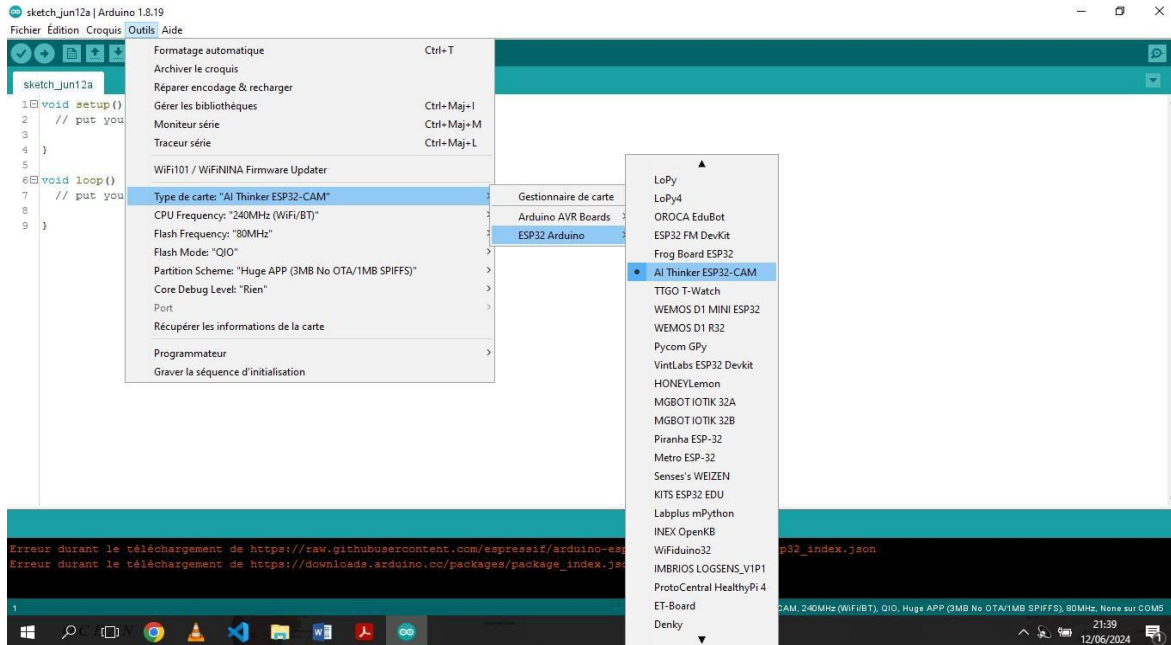 sketch_jun12a | Arduino 1.8.19
Fichier Édition Croquis Outils Aide
sketch_jun12a
1 void setup()
2 // put you
3
4 }
5
6 void loop()
7 // put you
8
9 }
Formatage automatique Ctrl+T
Archiver le croquis
Réparer encodage & recharger
Gérer les bibliothèques Ctrl+Maj+I
Moniteur série Ctrl+Maj+M
Traceur série Ctrl+Maj+L
WiFi101 / WiFiNINA Firmware Updater
Type de carte: "AI Thinker ESP32-CAM"
CPU Frequency: "240MHz (WiFi/BT)"
Flash Frequency: "80MHz"
Flash Mode: "QIO"
Partition Scheme: "Huge APP (3MB No OTA/1MB SPIFFS)"
Core Debug Level: "Rien"
Port
Récupérer les informations de la carte
Programmateur
Graver la séquence d'initialisation
Gestionnaire de carte
Arduino AVR Boards
ESP32 Arduino
LoPy
LoPy4
OROCA EduBot
ESP32 FM DevKit
Frog Board ESP32
AI Thinker ESP32-CAM
TTGO T-Watch
WEMOS D1 MINI ESP32
WEMOS D1 R32
Pycom GPy
VintLabs ESP32 Devkit
HONEYLemon
MGBOT IOTIK 32A
MGBOT IOTIK 32B
Piranha ESP-32
Metro ESP-32
Senses's WEIZEN
KITS ESP32 EDU
Labplus mPython
INEX OpenKB
WiFiduino32
IMBRIOS LOGSENS_V1P1
ProtoCentral HealthyPi 4
ET-Board
Denky
Erreur durant le téléchargement de https://raw.githubusercontent.com/espressif/arduino-esp p32_index.json
Erreur durant le téléchargement de https://downloads.arduino.cc/packages/package_index.jso
1 CAM, 240MHz (WiFi/BT), QIO, Huge APP (3MB No OTA/1MB SPIFFS), 80MHz, None sur COM5
21:39
12/06/2024